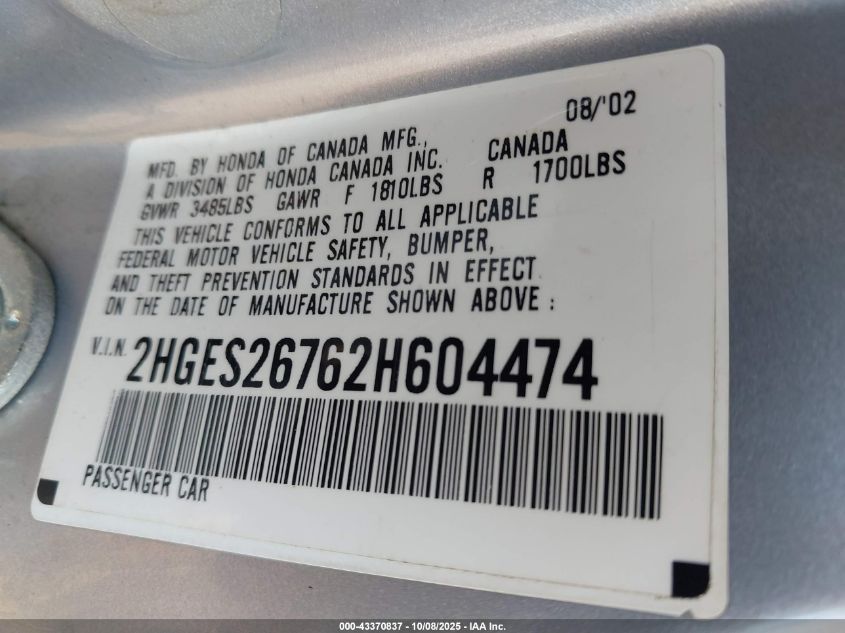 08/'02
MFD. BY HONDA OF CANADA MFG.,
A DIVISION OF HONDA CANADA INC. CANADA
GVWR 3485LBS GAWR F 1810LBS R 1700LBS
THIS VEHICLE CONFORMS TO ALL APPLICABLE
FEDERAL MOTOR VEHICLE SAFETY, BUMPER,
AND THEFT PREVENTION STANDARDS IN EFFECT
ON THE DATE OF MANUFACTURE SHOWN ABOVE :
V.I.N. 2HGES26762H604474
PASSENGER CAR
000-43370837 - 10/08/2025 - IAA Inc.